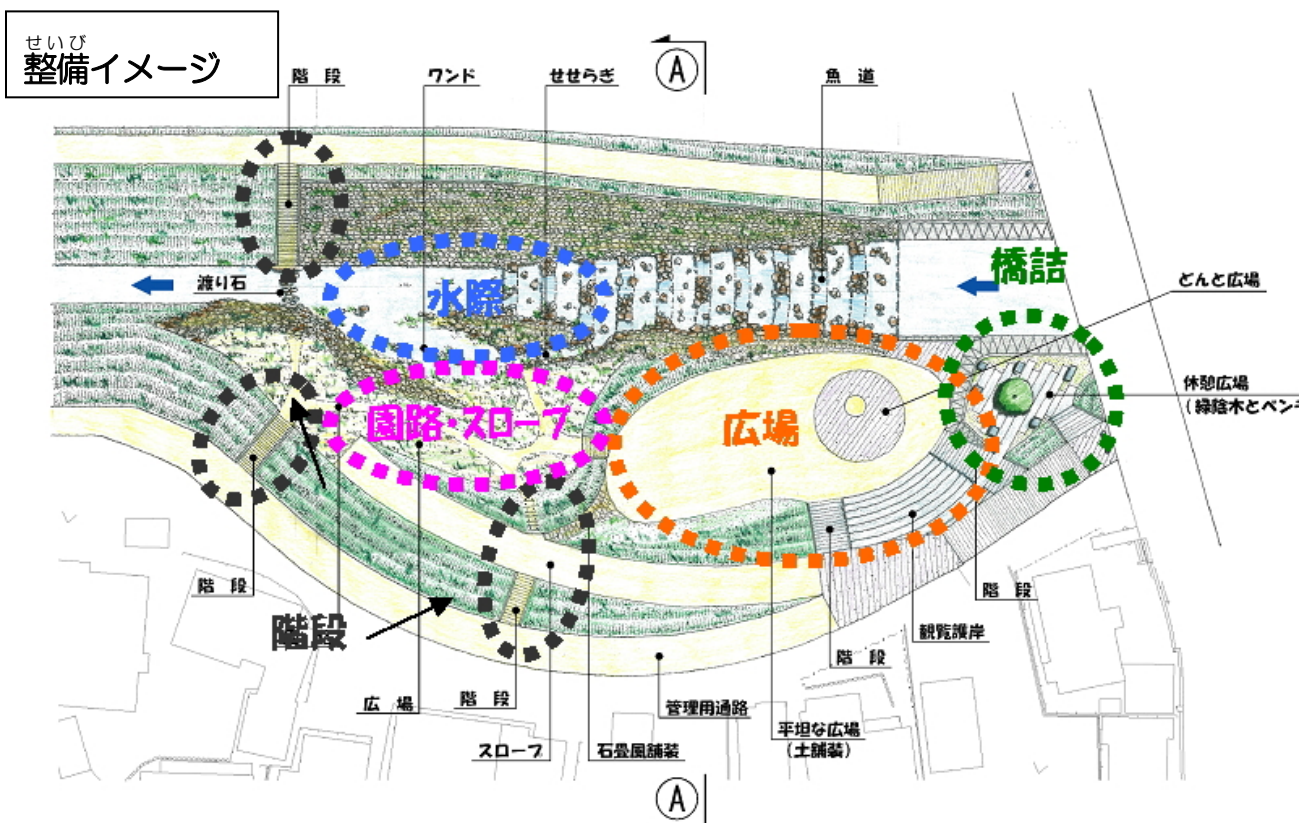 せいび
整備イメージ
階 段
ワンド
せせらぎ
A
魚 道
橋詰
渡り石
水際
どんと広場
休憩広場
(緑陰木とベンチ
園路・スロープ
広場
階 段
階 段
階段
観覧護岸
階 段
広 場
階 段
管理用通路
平坦な広場
(土舗装)
スロープ
石畳風舗装
A